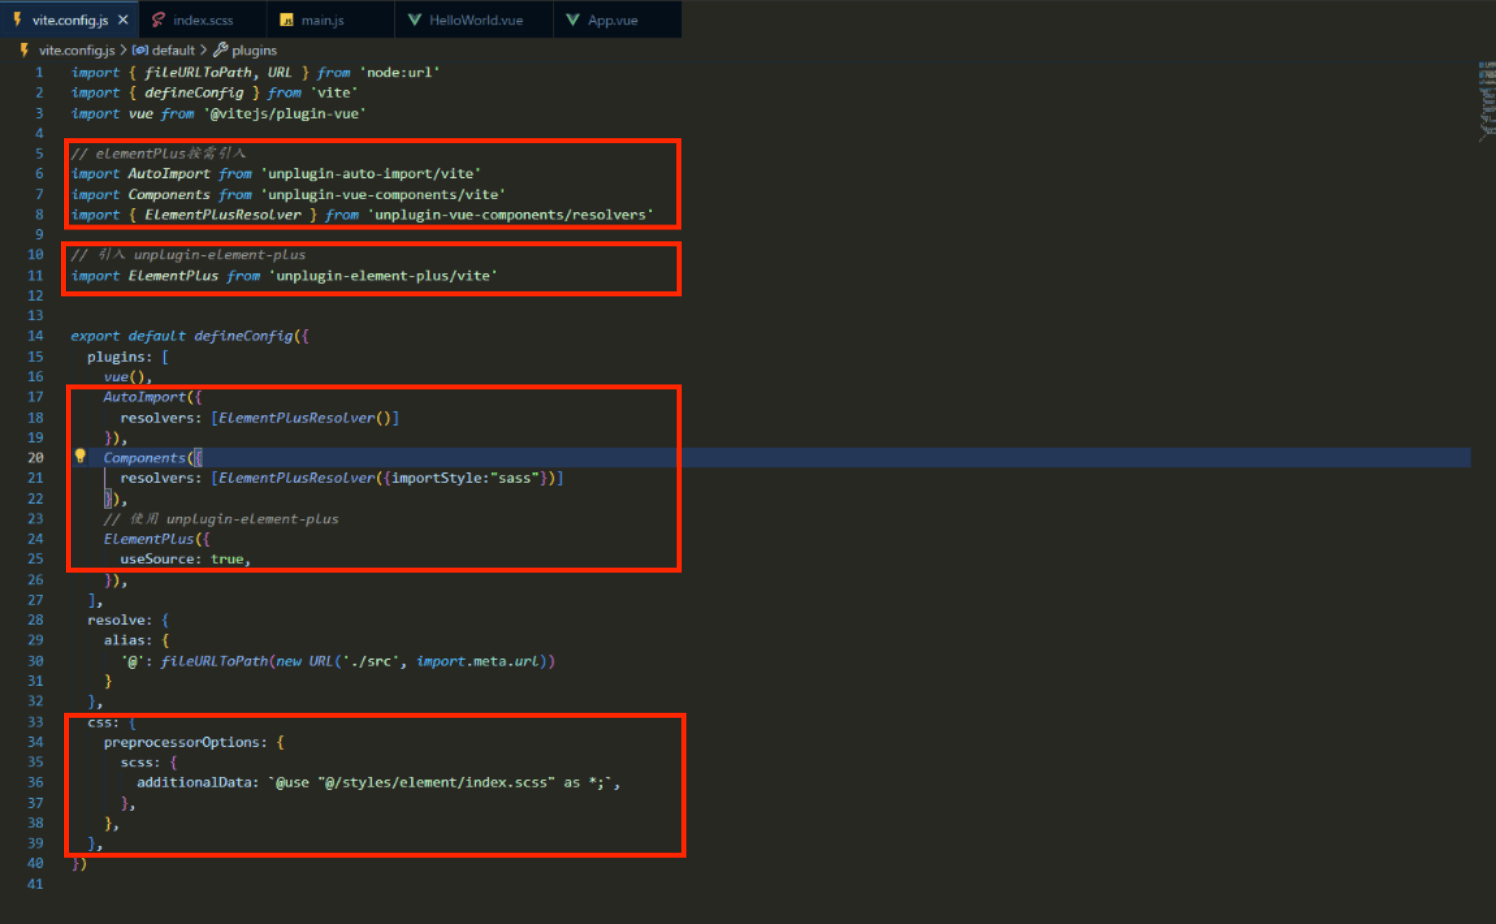 vite.config.js ✕ index.scss JS main.js HelloWorld.vue App.vue
vite.config.js > default > plugins
1 import { fileURLToPath, URL } from 'node:url'
2 import { defineConfig } from 'vite'
3 import vue from '@vitejs/plugin-vue'
4
5 // elementPlus按需引入
6 import AutoImport from 'unplugin-auto-import/vite'
7 import Components from 'unplugin-vue-components/vite'
8 import { ElementPlusResolver } from 'unplugin-vue-components/resolvers'
9
10 // 引入 unplugin-element-plus
11 import ElementPlus from 'unplugin-element-plus/vite'
12
13
14 export default defineConfig({
15   plugins: [
16     vue(),
17     AutoImport({
18       resolvers: [ElementPlusResolver()]
19     }),
20     Components({
21       resolvers: [ElementPlusResolver({importStyle:"sass"})]
22     }),
23     // 使用 unplugin-element-plus
24     ElementPlus({
25       useSource: true,
26     }),
27   ],
28   resolve: {
29     alias: {
30       '@': fileURLToPath(new URL('./src', import.meta.url))
31     }
32   },
33   css: {
34     preprocessorOptions: {
35       scss: {
36         additionalData: `@use "@/styles/element/index.scss" as *;`,
37       },
38     },
39   },
40 })
41